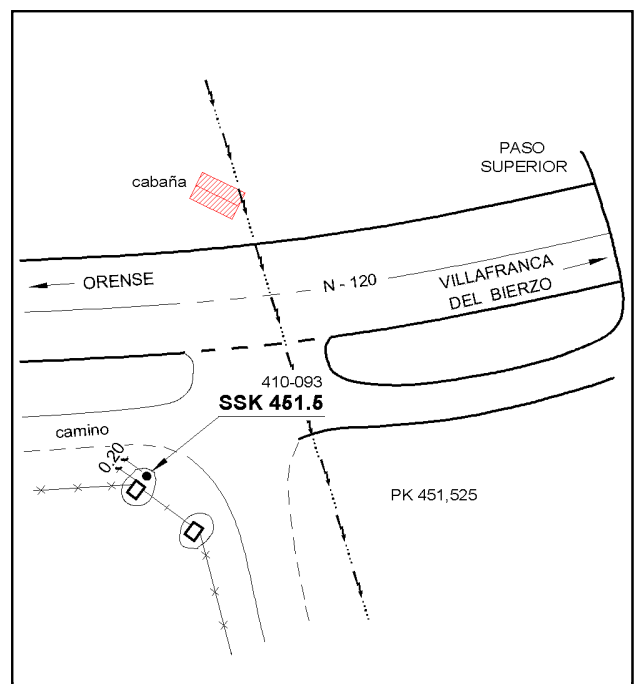 PASO
SUPERIOR
cabaña
ORENSE
N - 120
VILLAFRANCA
DEL BIERZO
410-093
SSK 451.5
camino
0.20
PK 451,525